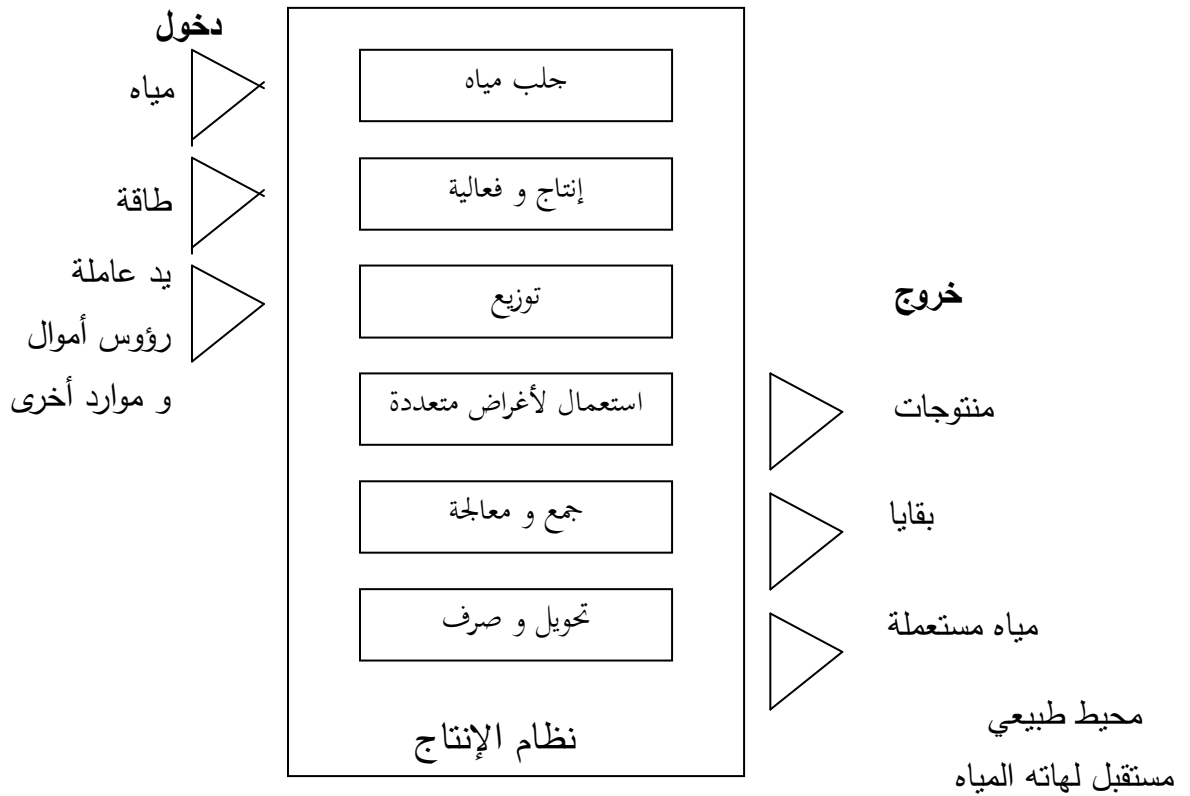 دخول
مياه
طاقة
يد عاملة
رؤوس أموال
و موارد أخرى
جلب مياه
إنتاج و فعالية
توزيع
استعمال لأغراض متعددة
جمع و معالجة
تحويل و صرف
نظام الإنتاج
خروج
منتوجات
بقايا
مياه مستعملة
محيط طبيعي
مستقبل لهاته المياه